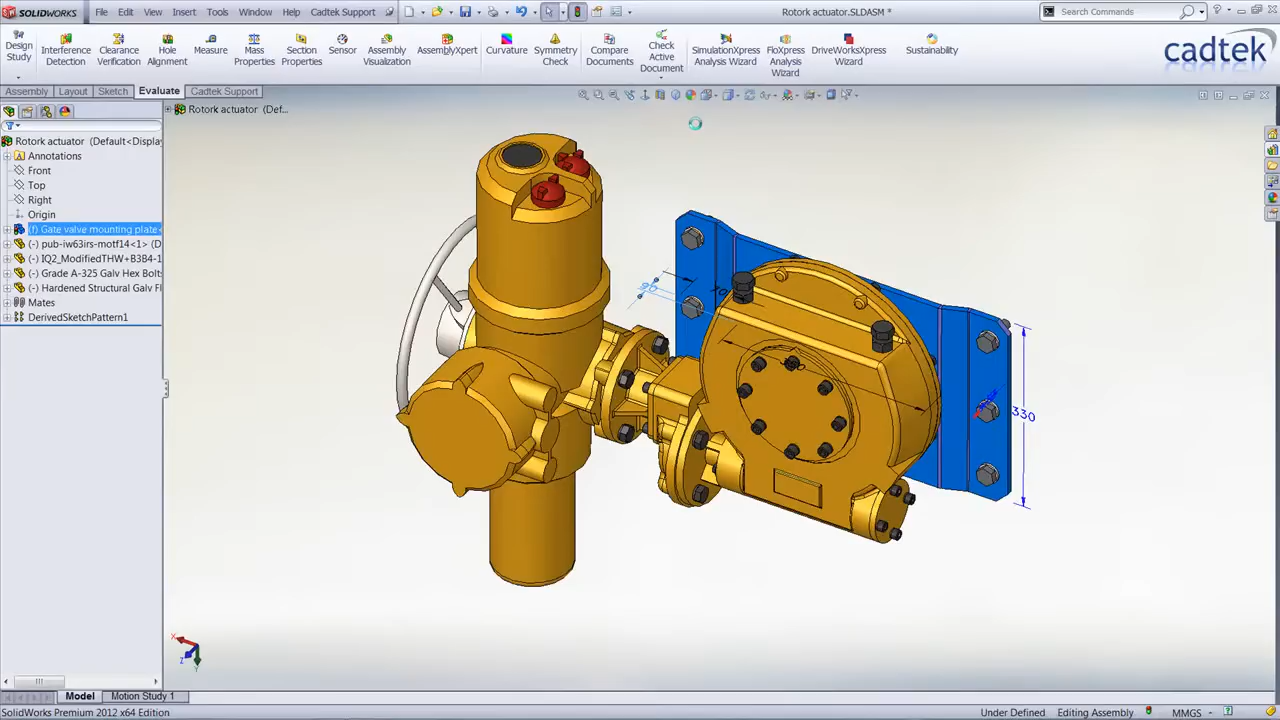 SOLIDWORKS File Edit View Insert Tools Window Help Cadtek Support Rotork actuator.SLDASM * Search Commands
Design Study
Interference Detection
Clearance Verification
Hole Alignment
Measure
Mass Properties
Section Properties
Sensor
Assembly Visualization
AssemblyXpert
Curvature
Symmetry Check
Compare Documents
Check Active Document
SimulationXpress Analysis Wizard
FloXpress Analysis Wizard
DriveWorksXpress Wizard
Sustainability
cadtek
Assembly Layout Sketch Evaluate Cadtek Support
Rotork actuator (Def...
Rotork actuator (Default<Display
Annotations
Front
Top
Right
Origin
(f) Gate valve mounting plate<
(-) pub-iw63irs-motf14<1> (D
(-) IQ2_ModifiedTHW+B3B4-1
(-) Grade A-325 Galv Hex Bolt
(-) Hardened Structural Galv Fl
Mates
DerivedSketchPattern1
330
X
Z
Y
Model Motion Study 1
SolidWorks Premium 2012 x64 Edition Under Defined Editing Assembly MMGS